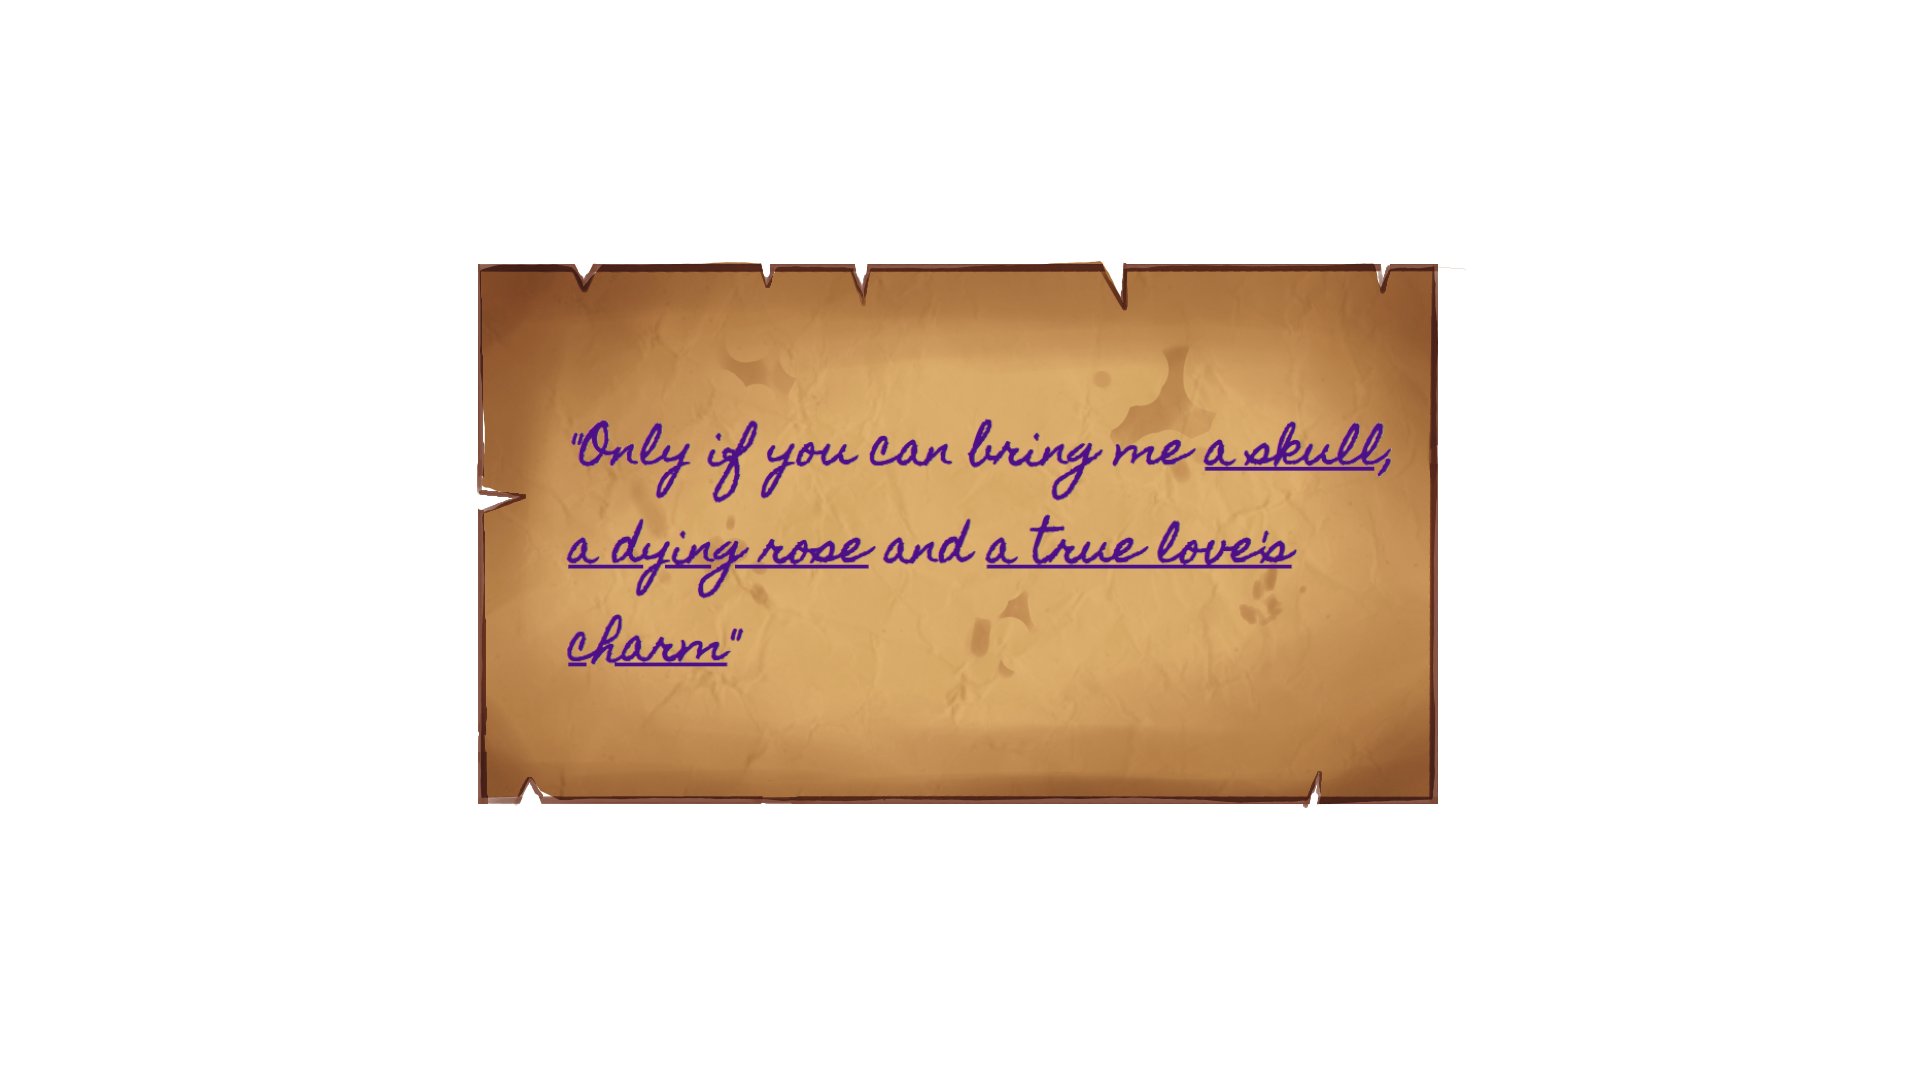 "Only if you can bring me a skull,
a dying rose and a true love's
charm"